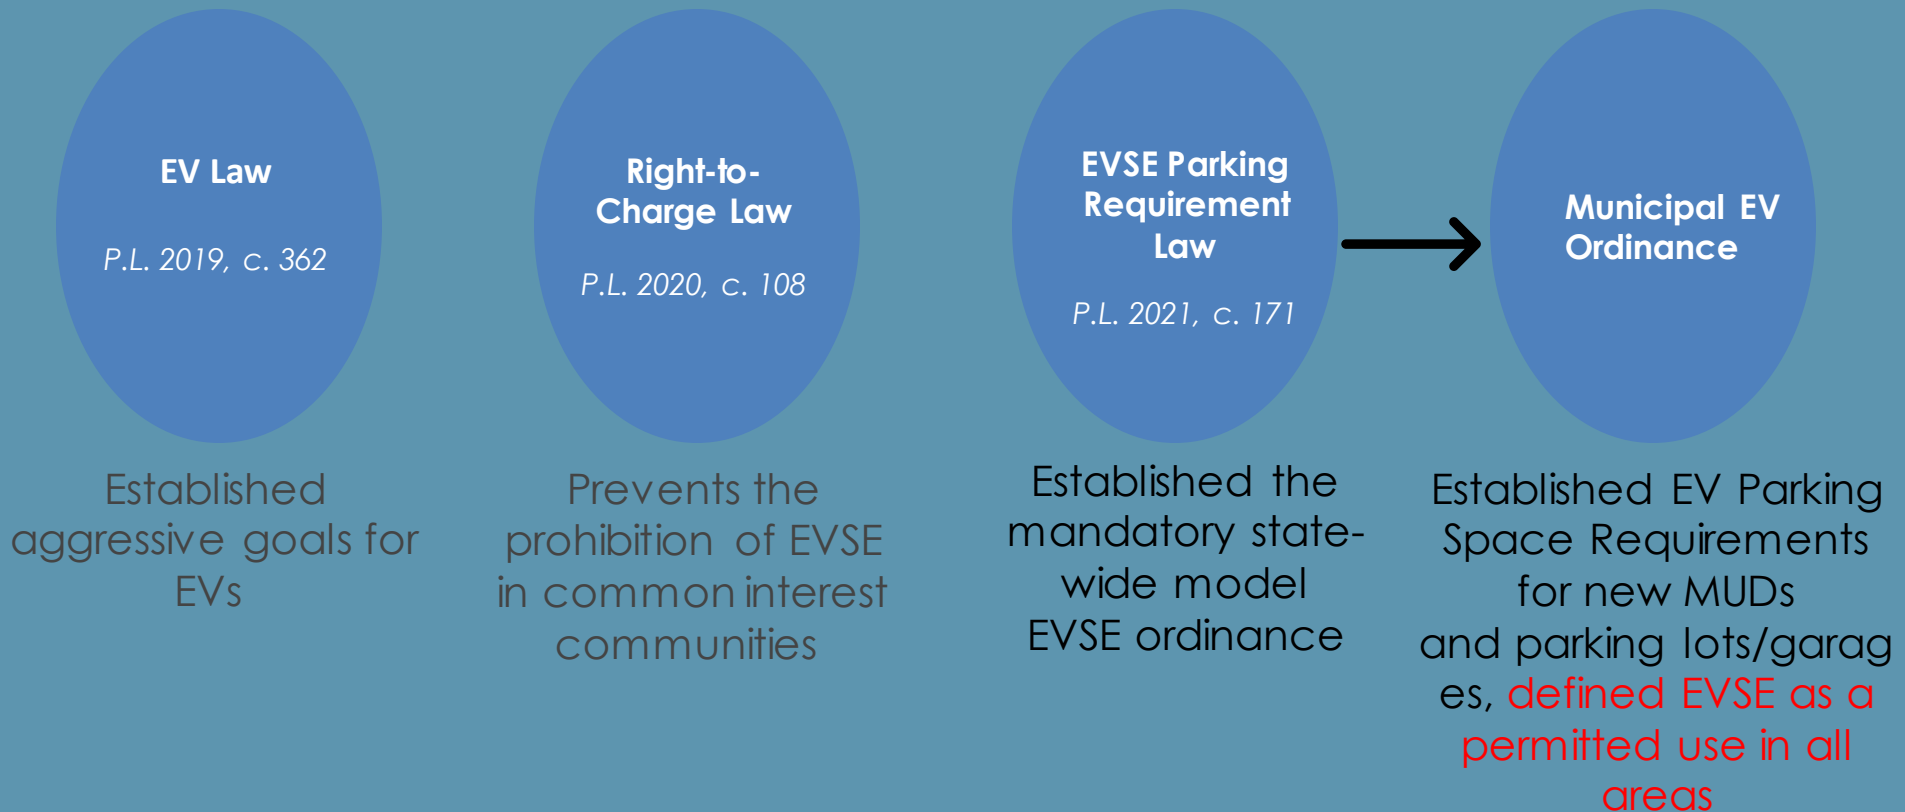 EV Law
P.L. 2019, c. 362
Established
aggressive goals for
EVs
Right-to-
Charge Law
P.L. 2020, c. 108
Prevents the
prohibition of EVSE
in common interest
communities
EVSE Parking
Requirement
Law
P.L. 2021, c. 171
Established the
mandatory state-
wide model
EVSE ordinance
Municipal EV
Ordinance
Established EV Parking
Space Requirements
for new MUDs
and parking lots/garag
es, defined EVSE as a
permitted use in all
areas